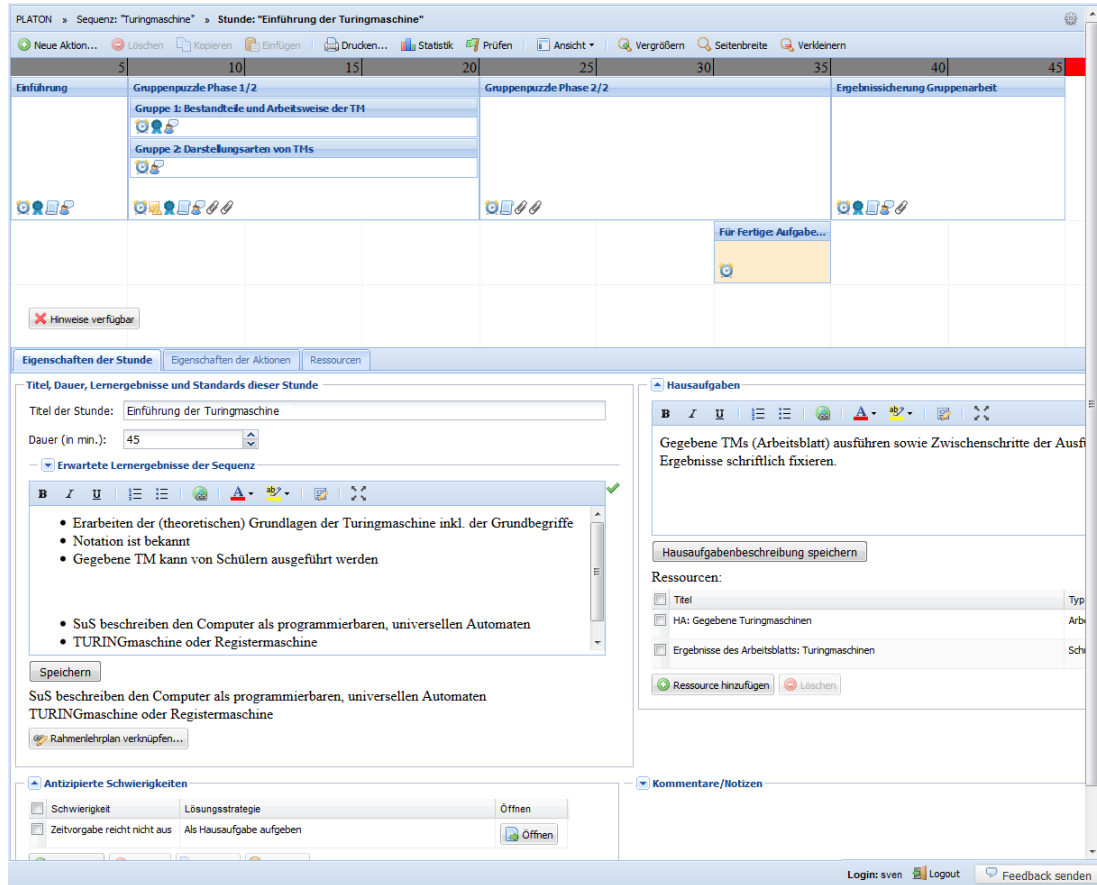 PLATON » Sequenz: "Turingmaschine" » Stunde: "Einführung der Turingmaschine"
Neue Aktion... Löschen Kopieren Einfügen Drucken... Statistik Prüfen Ansicht Vergrößern Seitenbreite Verkleinern
5 10 15 20 25 30 35 40 45
Einführung Gruppenpuzzle Phase 1/2 Gruppenpuzzle Phase 2/2 Ergebnissicherung Gruppenarbeit
Gruppe 1: Bestandteile und Arbeitsweise der TM
Gruppe 2: Darstellungsarten von TMs
Für Fertige: Aufgabe...
Hinweise verfügbar
Eigenschaften der Stunde Eigenschaften der Aktionen Ressourcen
Titel, Dauer, Lernergebnisse und Standards dieser Stunde
Titel der Stunde: Einführung der Turingmaschine
Dauer (in min.): 45
Erwartete Lernergebnisse der Sequenz
B I U A ab
• Erarbeiten der (theoretischen) Grundlagen der Turingmaschine inkl. der Grundbegriffe
• Notation ist bekannt
• Gegebene TM kann von Schülern ausgeführt werden
• SuS beschreiben den Computer als programmierbaren, universellen Automaten
• TURINGmaschine oder Registermaschine
Speichern
SuS beschreiben den Computer als programmierbaren, universellen Automaten
TURINGmaschine oder Registermaschine
Rahmenlehrplan verknüpfen...
Hausaufgaben
B I U A ab
Gegebene TMs (Arbeitsblatt) ausführen sowie Zwischenschritte der Ausf
Ergebnisse schriftlich fixieren.
Hausaufgabenbeschreibung speichern
Ressourcen:
Titel Typ
HA: Gegebene Turingmaschinen Arbe
Ergebnisse des Arbeitsblatts: Turingmaschinen Schü
Ressource hinzufügen Löschen
Antizipierte Schwierigkeiten
Schwierigkeit Lösungsstrategie Öffnen
Zeitvorgabe reicht nicht aus Als Hausaufgabe aufgeben Öffnen
Kommentare/Notizen
Login: sven Logout Feedback senden